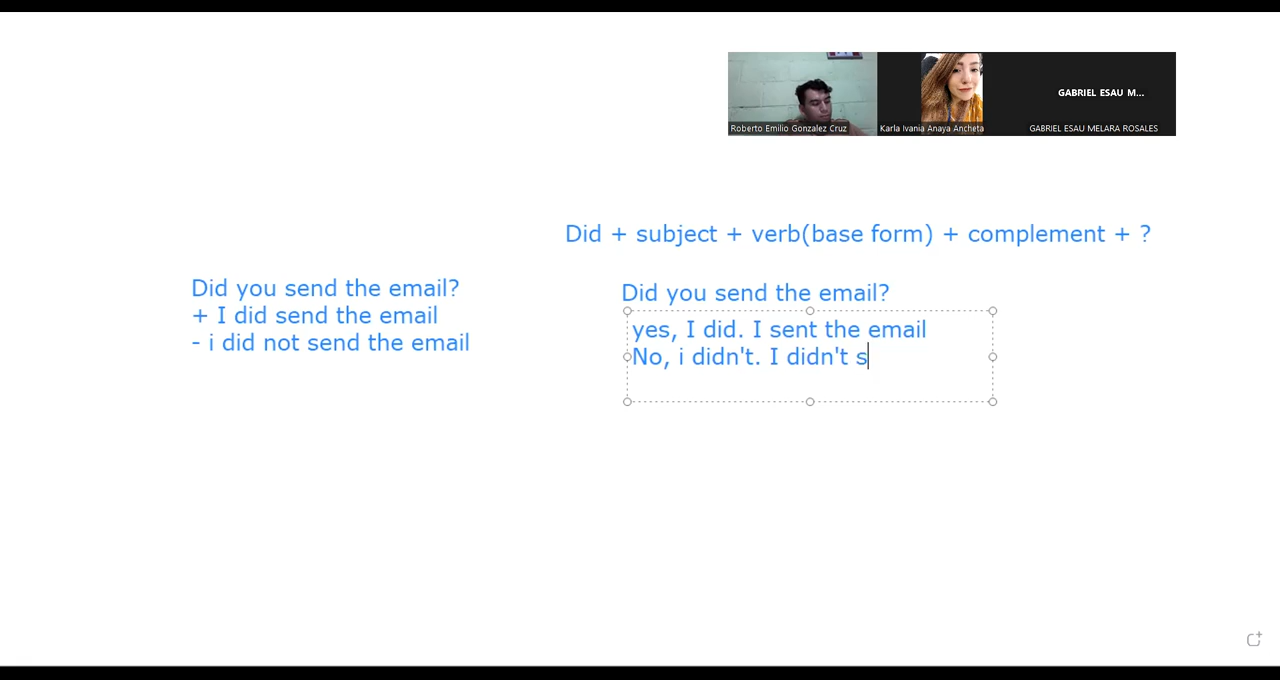 GABRIEL ESAU M...
Roberto Emilio Gonzalez Cruz
Karla Ivania Anaya Ancheta
GABRIEL ESAU MELARA ROSALES
Did + subject + verb(base form) + complement + ?
Did you send the email?
+ I did send the email
- i did not send the email
Did you send the email?
yes, I did. I sent the email
No, i didn't. I didn't s